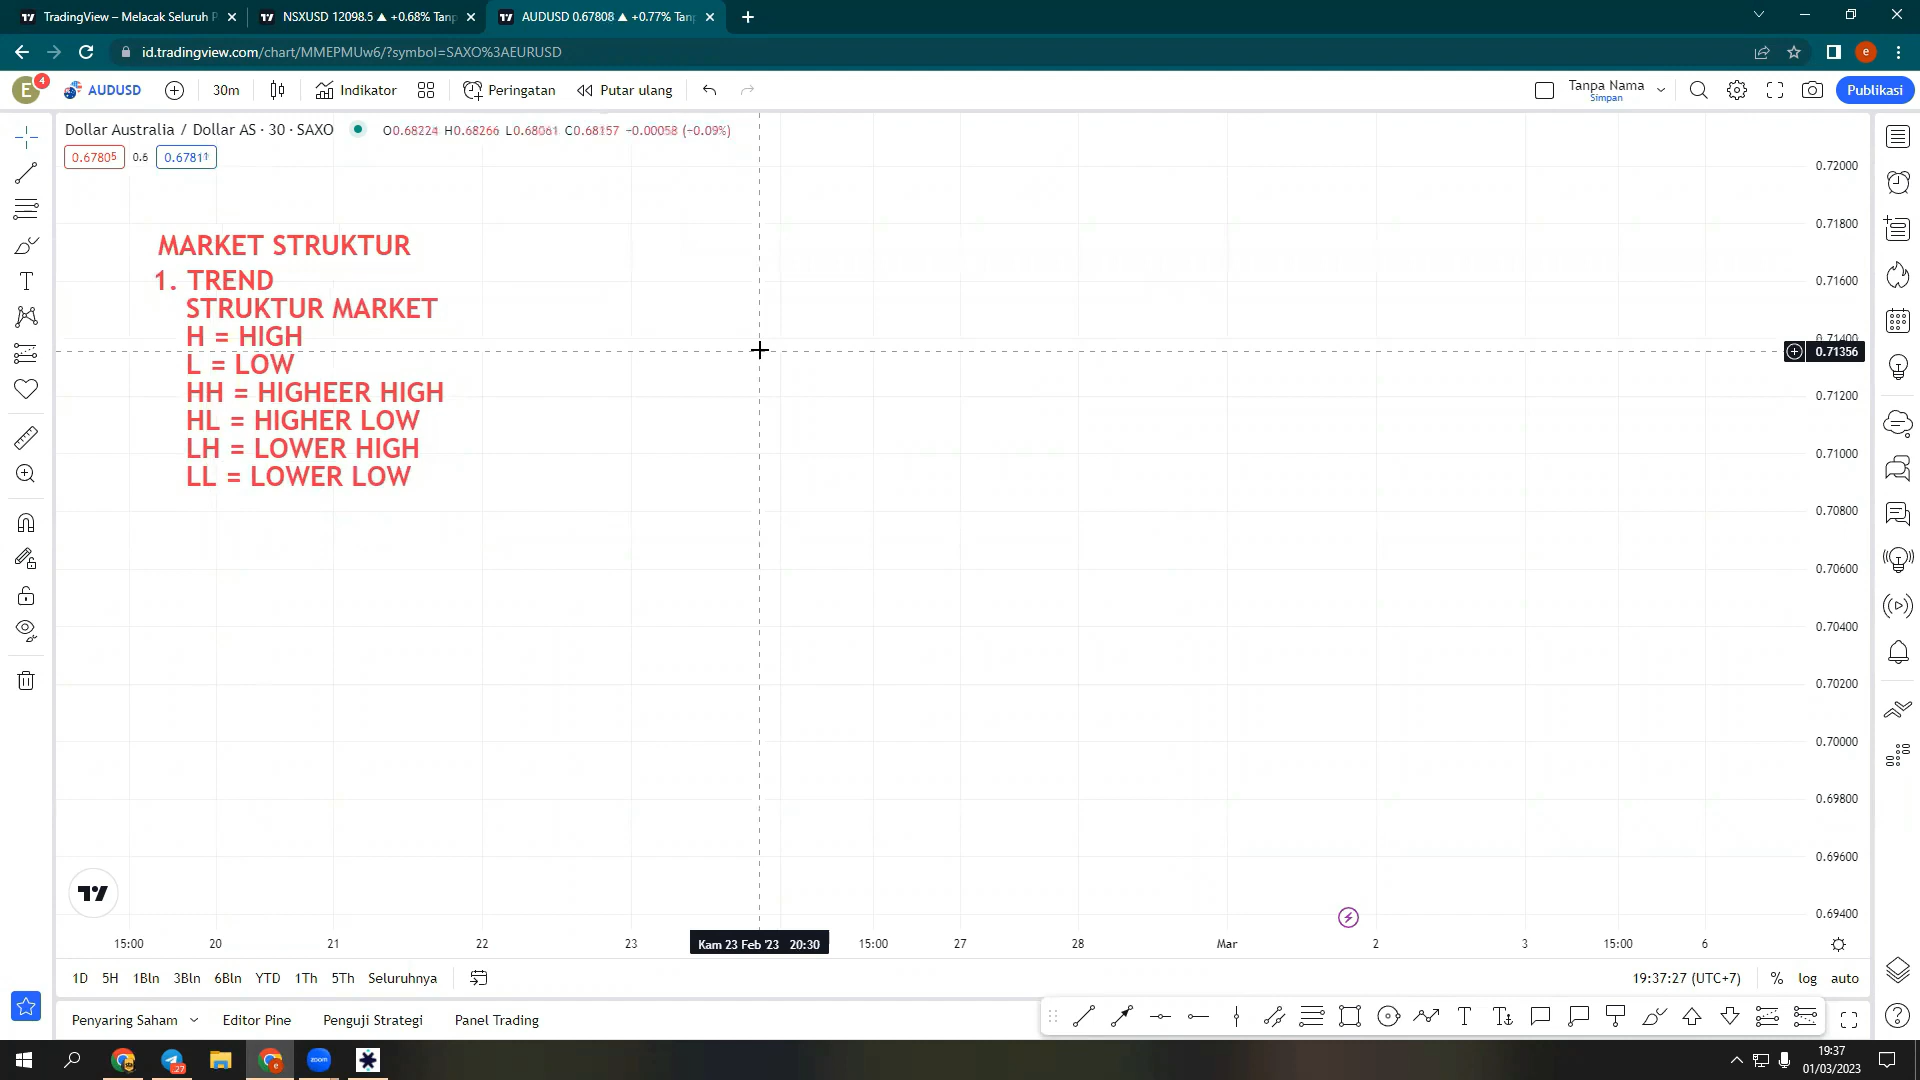 TradingView – Melacak Seluruh P
NSXUSD 12098.5 ▲ +0.68% Tanp
AUDUSD 0.67808 ▲ +0.77% Tan
id.tradingview.com/chart/MMEPMUw6/?symbol=SAXO%3AEURUSD
e
E
4
AUDUSD
30m
Indikator
Peringatan
Putar ulang
Tanpa Nama
Simpan
Publikasi
Dollar Australia / Dollar AS · 30 · SAXO
O0.68224 H0.68266 L0.68061 C0.68157 −0.00058 (−0.09%)
0.67805 0.6 0.67811
MARKET STRUKTUR
1. TREND
STRUKTUR MARKET
H = HIGH
L = LOW
HH = HIGHEER HIGH
HL = HIGHER LOW
LH = LOWER HIGH
LL = LOWER LOW
0.72000
0.71800
0.71600
0.71400
0.71356
0.71200
0.71000
0.70800
0.70600
0.70400
0.70200
0.70000
0.69800
0.69600
0.69400
15:00 20 21 22 23 Kam 23 Feb '23 20:30 15:00 27 28 Mar 2 3 15:00 6
1D 5H 1Bln 3Bln 6Bln YTD 1Th 5Th Seluruhnya
19:37:27 (UTC+7) % log auto
Penyaring Saham Editor Pine Penguji Strategi Panel Trading
27
zoom
19:37
01/03/2023